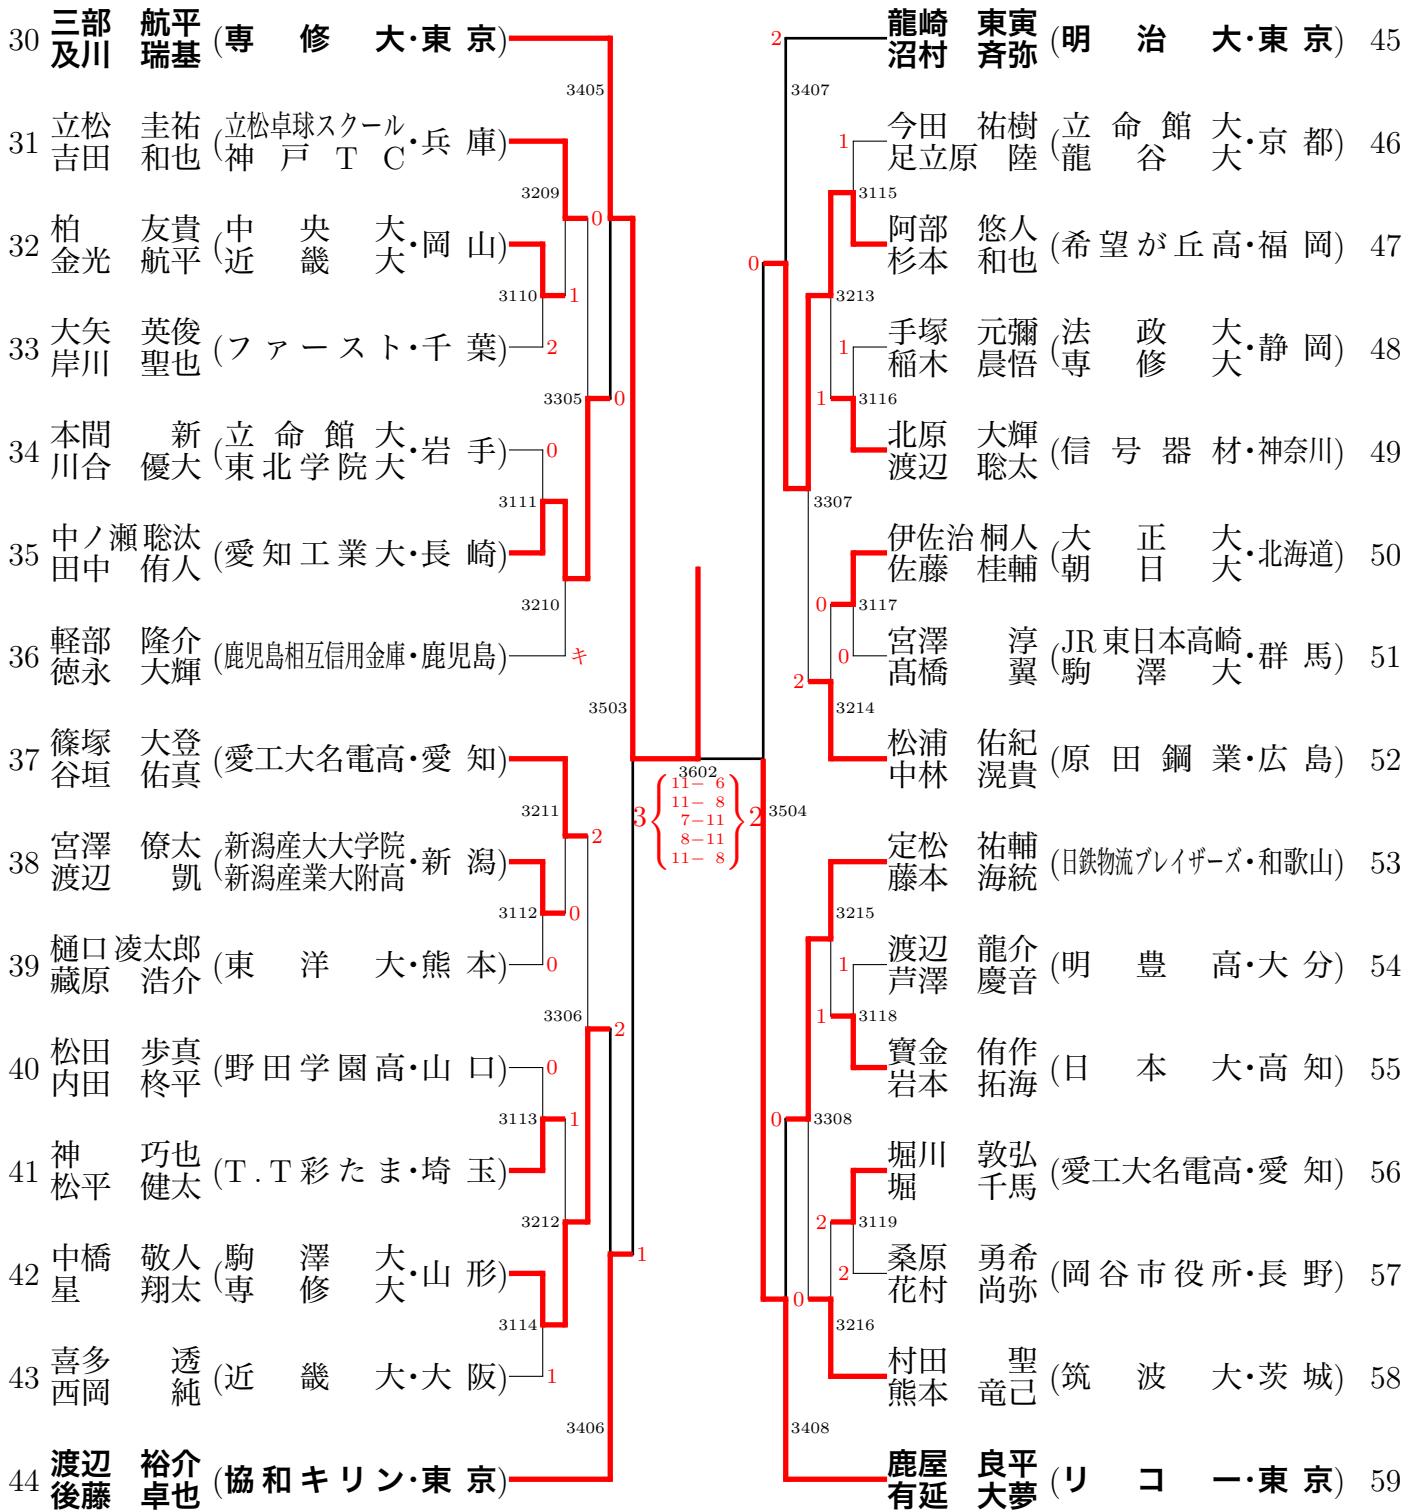 30 三部 航平 及川 瑞基 (専修大・東京)
3405
31 立松 圭祐 吉田 和也 (立松卓球スクール 神戸TC・兵庫)
3209
0
32 柏 友貴 金光 航平 (中央大 近畿大・岡山)
3110
1
33 大矢 英俊 岸川 聖也 (ファースト・千葉)
2
3305
0
34 本間 新 川合 優大 (立命館大 東北学院大・岩手)
0
3111
35 中ノ瀬聡汰 田中 侑人 (愛知工業大・長崎)
3210
36 軽部 隆介 徳永 大輝 (鹿児島相互信用金庫・鹿児島)
キ
3503
37 篠塚 大登 谷垣 佑真 (愛工大名電高・愛知)
3211
2
38 宮澤 僚太 渡辺 凱 (新潟産大大学院 新潟産業大附高・新潟)
3112
0
39 樋口凌太郎 藏原 浩介 (東洋大・熊本)
0
3306
2
40 松田 歩真 内田 柊平 (野田学園高・山口)
0
3113
1
41 神 巧也 松平 健太 (T.T彩たま・埼玉)
3212
42 中橋 敬人 星 翔太 (駒澤大 専修大・山形)
1
3114
43 喜多 透 西岡 純 (近畿大・大阪)
1
3406
44 渡辺 裕介 後藤 卓也 (協和キリン・東京)
3602
3
11− 6
11− 8
7−11
8−11
11− 8
2
2
龍崎 東寅 沼村 斉弥 (明治大・東京) 45
3407
1
今田 祐樹 足立原 陸 (立命館大 龍谷大・京都) 46
3115
阿部 悠人 杉本 和也 (希望が丘高・福岡) 47
0
3213
1
手塚 元彌 稲木 晨悟 (法政大 専修大・静岡) 48
1
3116
北原 大輝 渡辺 聡太 (信号器材・神奈川) 49
3307
伊佐治桐人 佐藤 桂輔 (大正大 朝日大・北海道) 50
0
3117
0
宮澤 淳 高橋 翼 (JR東日本高崎 駒澤大・群馬) 51
2
3214
松浦 佑紀 中林 滉貴 (原田鋼業・広島) 52
3504
定松 祐輔 藤本 海統 (日鉄物流ブレイザーズ・和歌山) 53
3215
1
渡辺 龍介 芦澤 慶音 (明豊高・大分) 54
1
3118
寶金 侑作 岩本 拓海 (日本大・高知) 55
0
3308
堀川 敦弘 堀 千馬 (愛工大名電高・愛知) 56
2
3119
2
桑原 勇希 花村 尚弥 (岡谷市役所・長野) 57
0
3216
村田 聖 熊本 竜己 (筑波大・茨城) 58
3408
鹿屋 良平 有延 大夢 (リコー・東京) 59